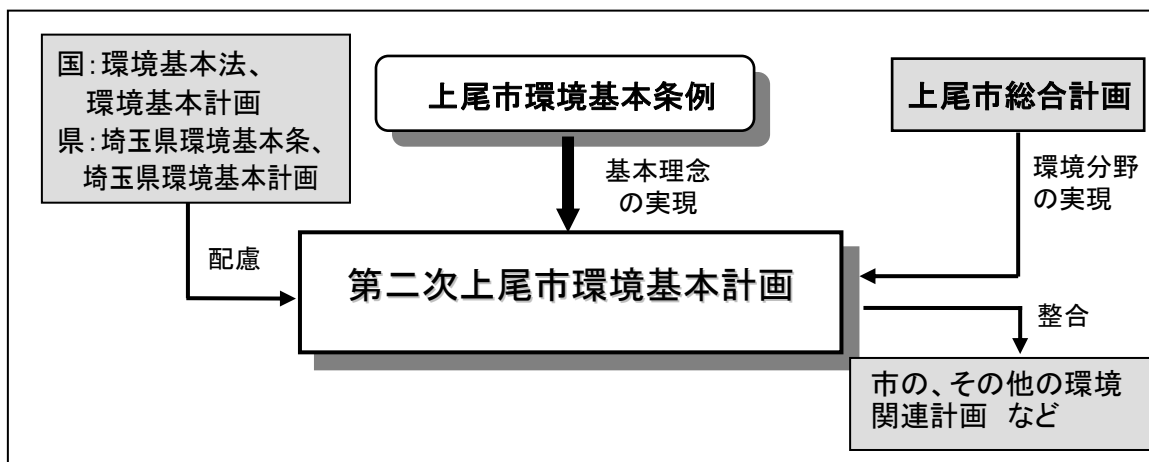 国：環境基本法、
環境基本計画
県：埼玉県環境基本条、
埼玉県環境基本計画
上尾市環境基本条例
上尾市総合計画
基本理念
の実現
環境分野
の実現
配慮
第二次上尾市環境基本計画
整合
市の、その他の環境
関連計画　など